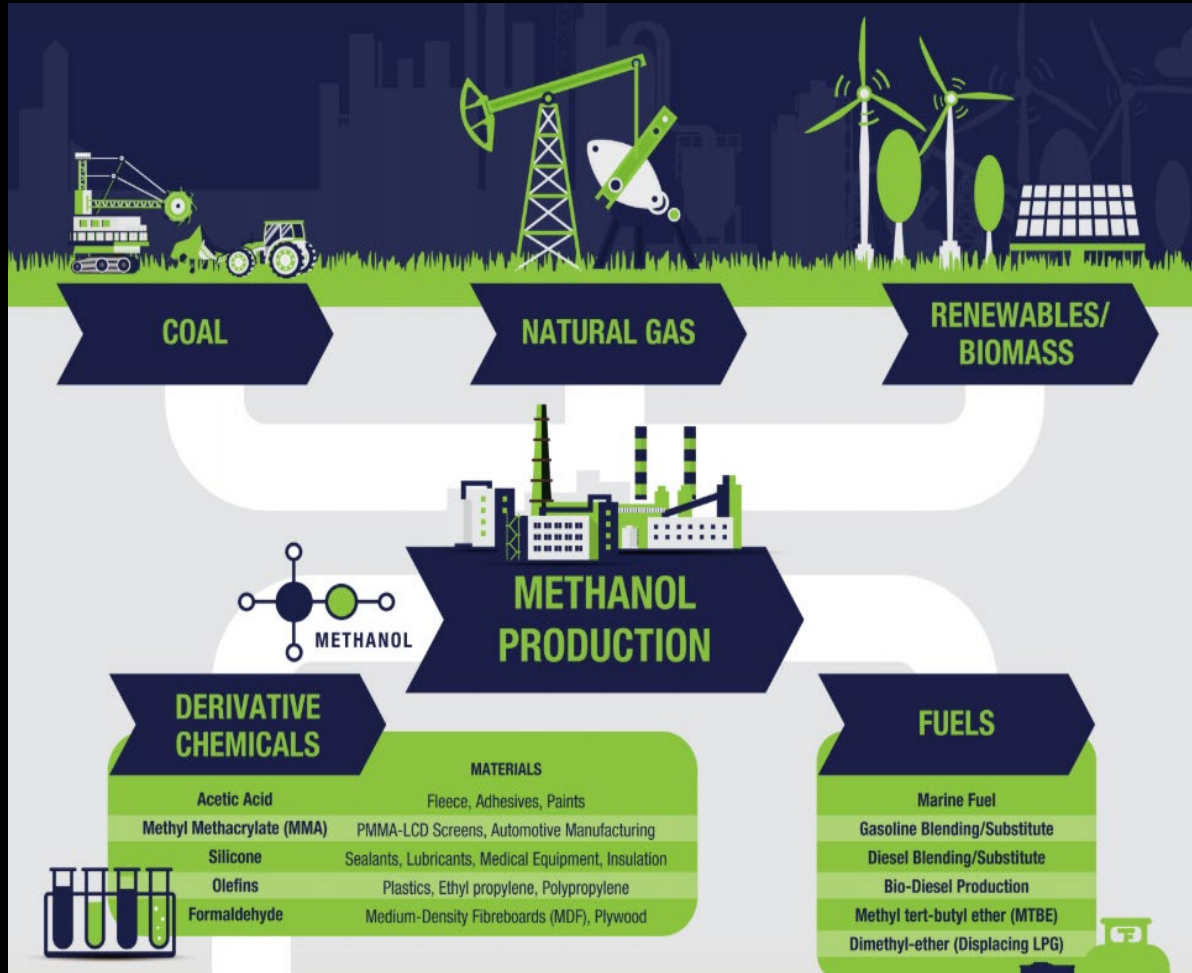 COAL
NATURAL GAS
RENEWABLES/
BIOMASS
METHANOL
METHANOL
PRODUCTION
DERIVATIVE
CHEMICALS
MATERIALS
Acetic Acid Fleece, Adhesives, Paints
Methyl Methacrylate (MMA) PMMA-LCD Screens, Automotive Manufacturing
Silicone Sealants, Lubricants, Medical Equipment, Insulation
Olefins Plastics, Ethyl propylene, Polypropylene
Formaldehyde Medium-Density Fibreboards (MDF), Plywood
FUELS
Marine Fuel
Gasoline Blending/Substitute
Diesel Blending/Substitute
Bio-Diesel Production
Methyl tert-butyl ether (MTBE)
Dimethyl-ether (Displacing LPG)